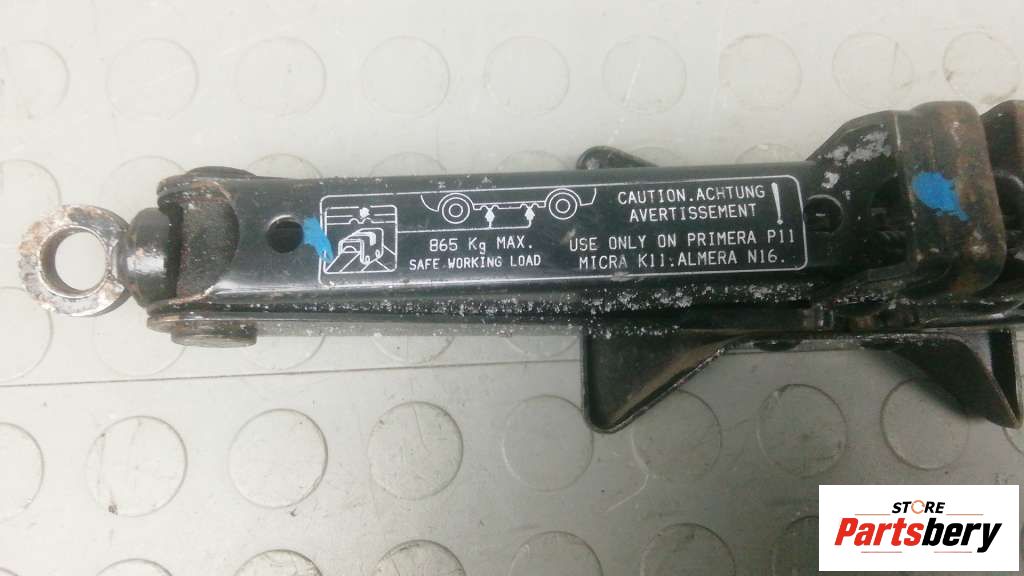 865 Kg MAX.
SAFE WORKING LOAD
CAUTION.ACHTUNG !
AVERTISSEMENT
USE ONLY ON PRIMERA P11
MICRA K11.ALMERA N16.
STORE
Partsbery